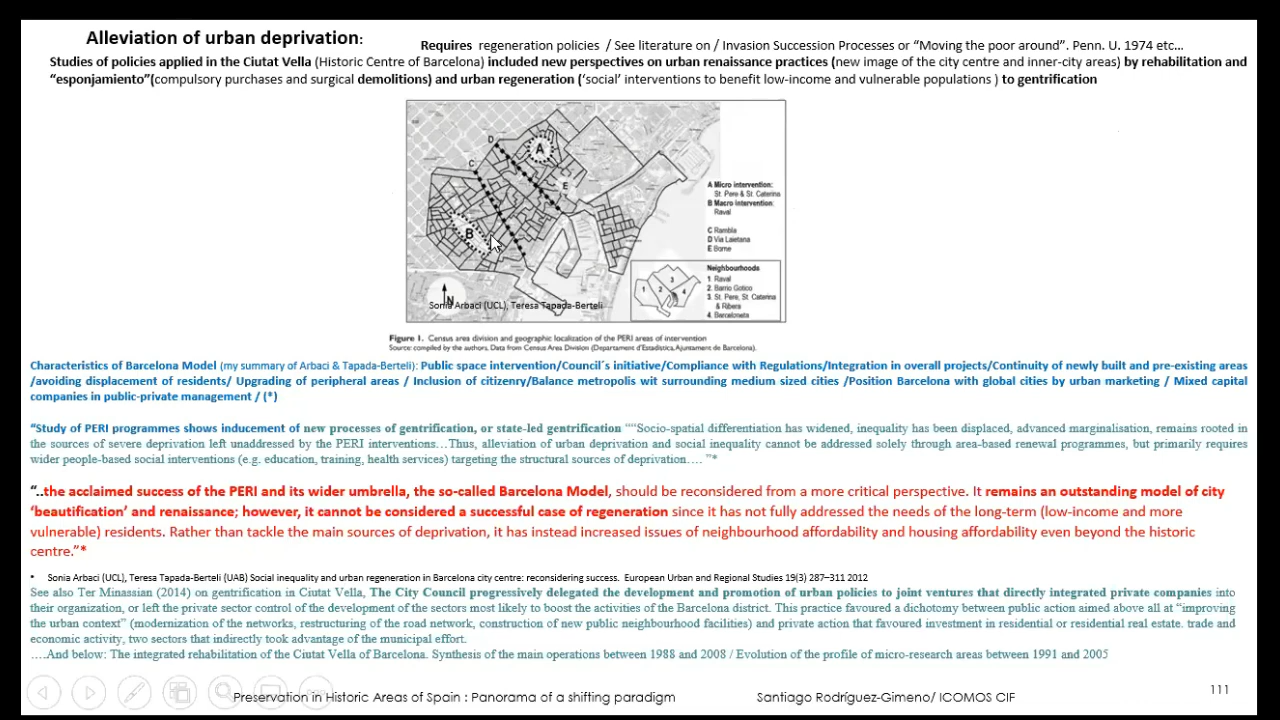 Alleviation of urban deprivation:
Requires regeneration policies / See literature on / Invasion Succession Processes or “Moving the poor around”. Penn. U. 1974 etc…
Studies of policies applied in the Ciutat Vella (Historic Centre of Barcelona) included new perspectives on urban renaissance practices (new image of the city centre and inner-city areas) by rehabilitation and
“esponjamiento”(compulsory purchases and surgical demolitions) and urban regeneration (‘social’ interventions to benefit low-income and vulnerable populations ) to gentrification
D
A
C
E
B
A Micro intervention:
St. Pere & St. Caterina
B Macro intervention:
Raval
C Rambla
D Via Laietana
E Borne
Neighbourhoods
1 Raval
2. Barrio Gotico
3. St. Pere, St. Caterina
& Ribera
4. Barceloneta
3
1
2
4
N
Sonia Arbaci (UCL), Teresa Tapada-Berteli
Figure 1. Census area division and geographic localization of the PERI areas of intervention
Source: compiled by the authors. Data from Census Area Division (Departament d'Estadística, Ajuntament de Barcelona).
Characteristics of Barcelona Model (my summary of Arbaci & Tapada-Berteli): Public space intervention/Council´s initiative/Compliance with Regulations/Integration in overall projects/Continuity of newly built and pre-existing areas
/avoiding displacement of residents/ Upgrading of peripheral areas / Inclusion of citizenry/Balance metropolis wit surrounding medium sized cities /Position Barcelona with global cities by urban marketing / Mixed capital
companies in public-private management / (*)
“Study of PERI programmes shows inducement of new processes of gentrification, or state-led gentrification ““Socio-spatial differentiation has widened, inequality has been displaced, advanced marginalisation, remains rooted in
the sources of severe deprivation left unaddressed by the PERI interventions…Thus, alleviation of urban deprivation and social inequality cannot be addressed solely through area-based renewal programmes, but primarily requires
wider people-based social interventions (e.g. education, training, health services) targeting the structural sources of deprivation…. ”*
“..the acclaimed success of the PERI and its wider umbrella, the so-called Barcelona Model, should be reconsidered from a more critical perspective. It remains an outstanding model of city
‘beautification’ and renaissance; however, it cannot be considered a successful case of regeneration since it has not fully addressed the needs of the long-term (low-income and more
vulnerable) residents. Rather than tackle the main sources of deprivation, it has instead increased issues of neighbourhood affordability and housing affordability even beyond the historic
centre.”*
• Sonia Arbaci (UCL), Teresa Tapada-Berteli (UAB) Social inequality and urban regeneration in Barcelona city centre: reconsidering success. European Urban and Regional Studies 19(3) 287–311 2012
See also Ter Minassian (2014) on gentrification in Ciutat Vella, The City Council progressively delegated the development and promotion of urban policies to joint ventures that directly integrated private companies into
their organization, or left the private sector control of the development of the sectors most likely to boost the activities of the Barcelona district. This practice favoured a dichotomy between public action aimed above all at “improving
the urban context” (modernization of the networks, restructuring of the road network, construction of new public neighbourhood facilities) and private action that favoured investment in residential or residential real estate. trade and
economic activity, two sectors that indirectly took advantage of the municipal effort.
….And below: The integrated rehabilitation of the Ciutat Vella of Barcelona. Synthesis of the main operations between 1988 and 2008 / Evolution of the profile of micro-research areas between 1991 and 2005
Preservation in Historic Areas of Spain : Panorama of a shifting paradigm
Santiago Rodríguez-Gimeno/ ICOMOS CIF
111